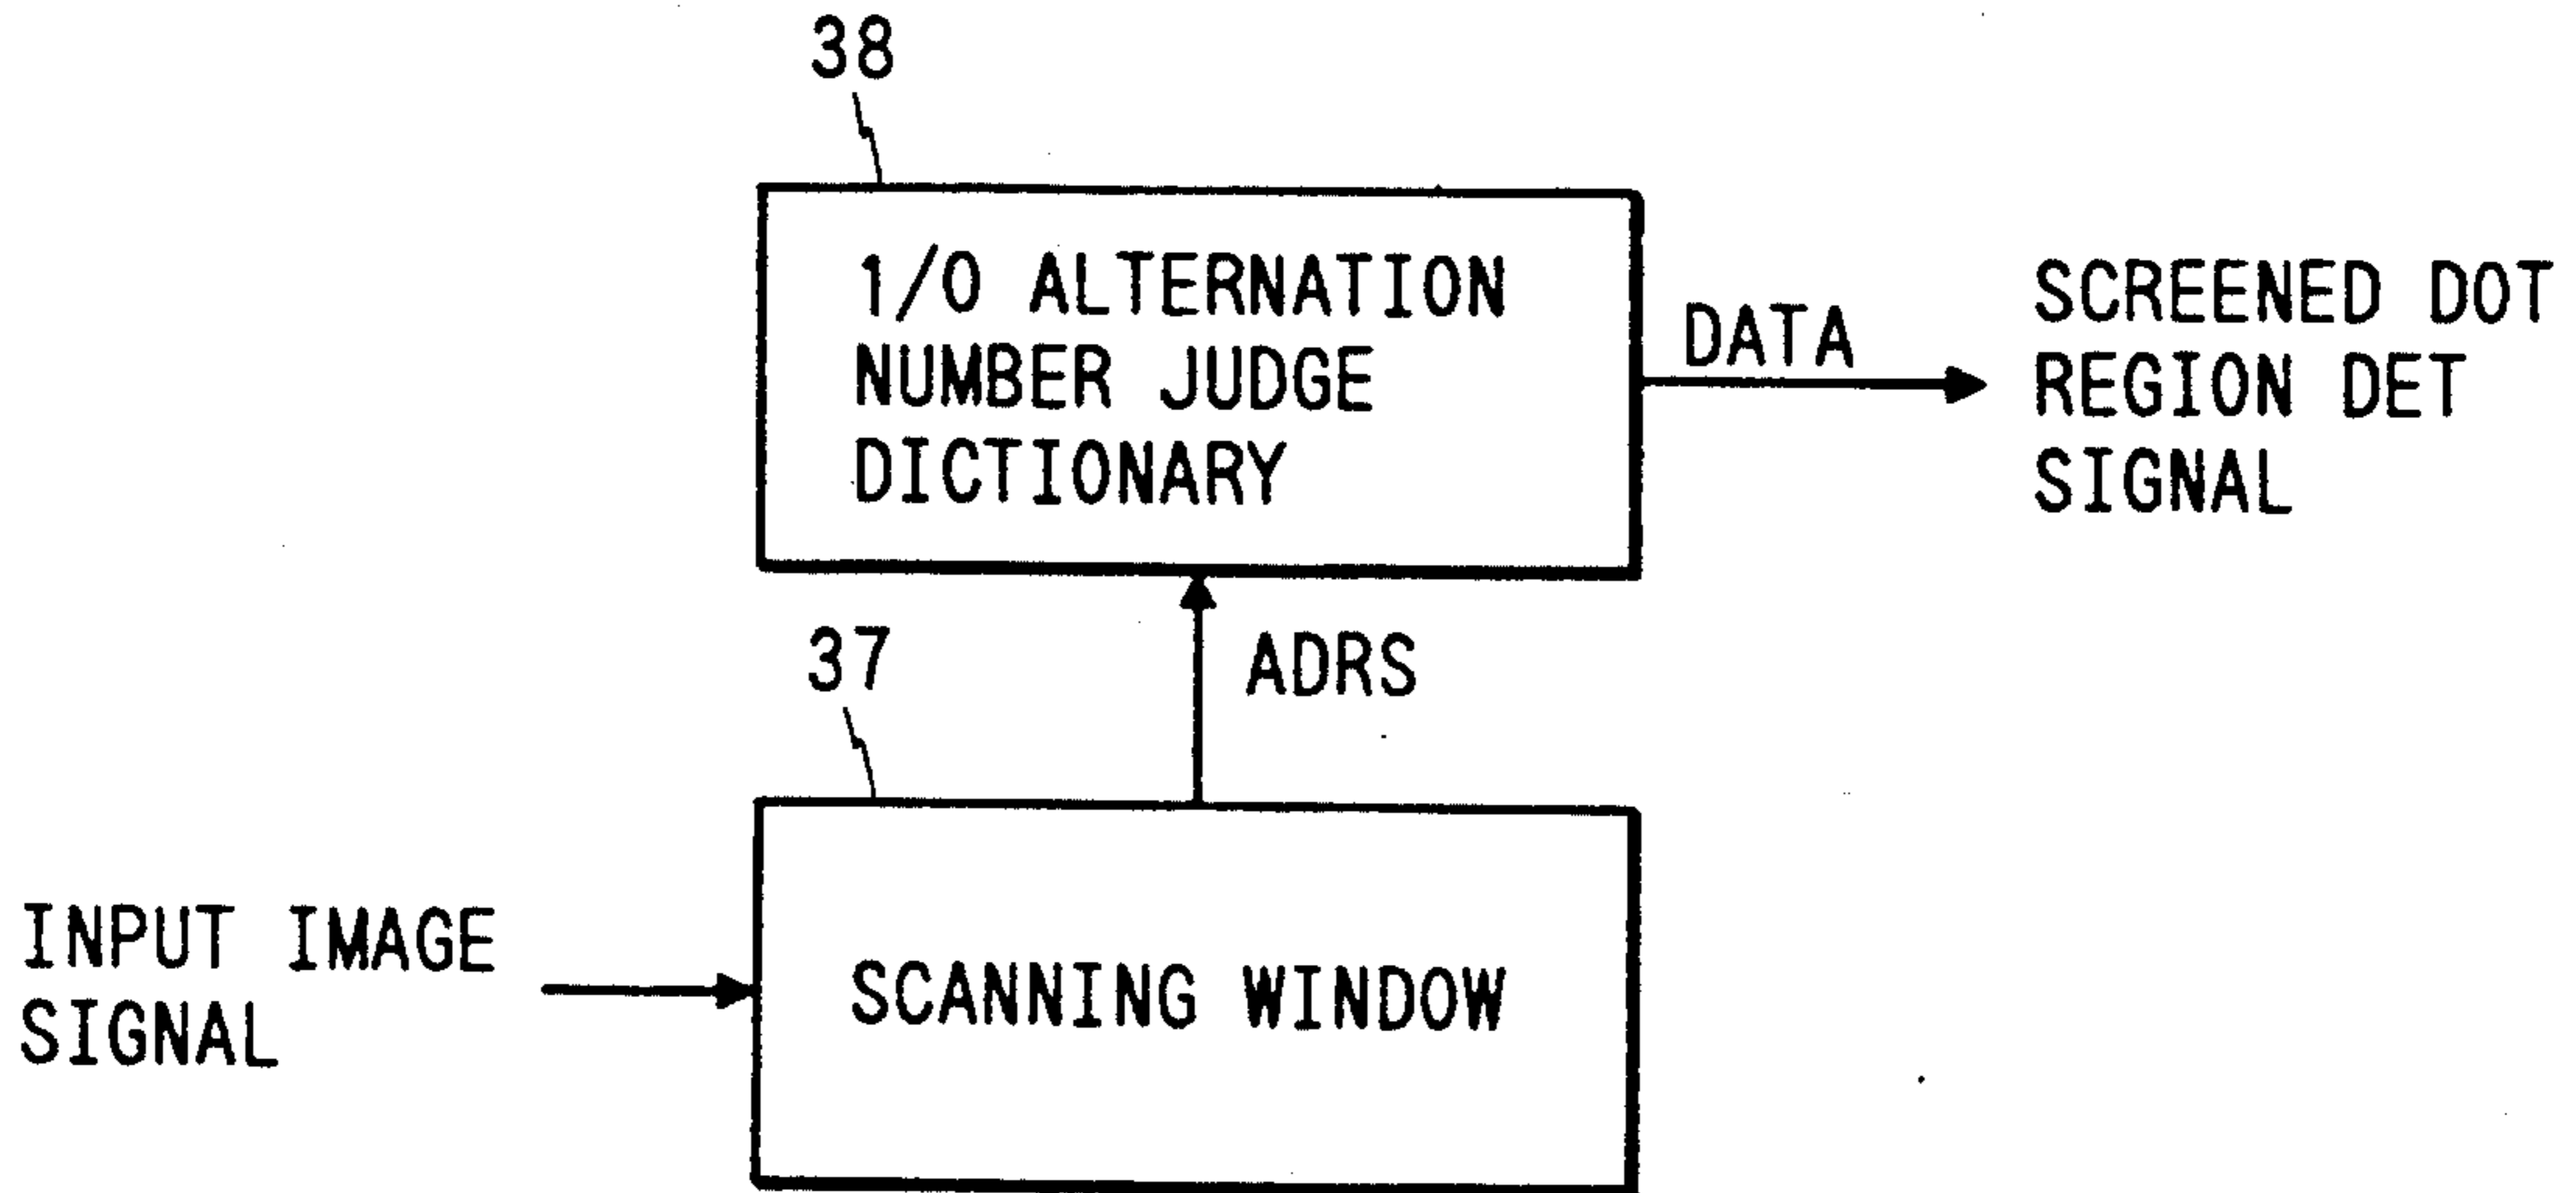 38
1/0 ALTERNATION
NUMBER JUDGE
DICTIONARY
DATA
SCREENED DOT
REGION DET
SIGNAL
37
ADRS
INPUT IMAGE
SIGNAL
SCANNING WINDOW